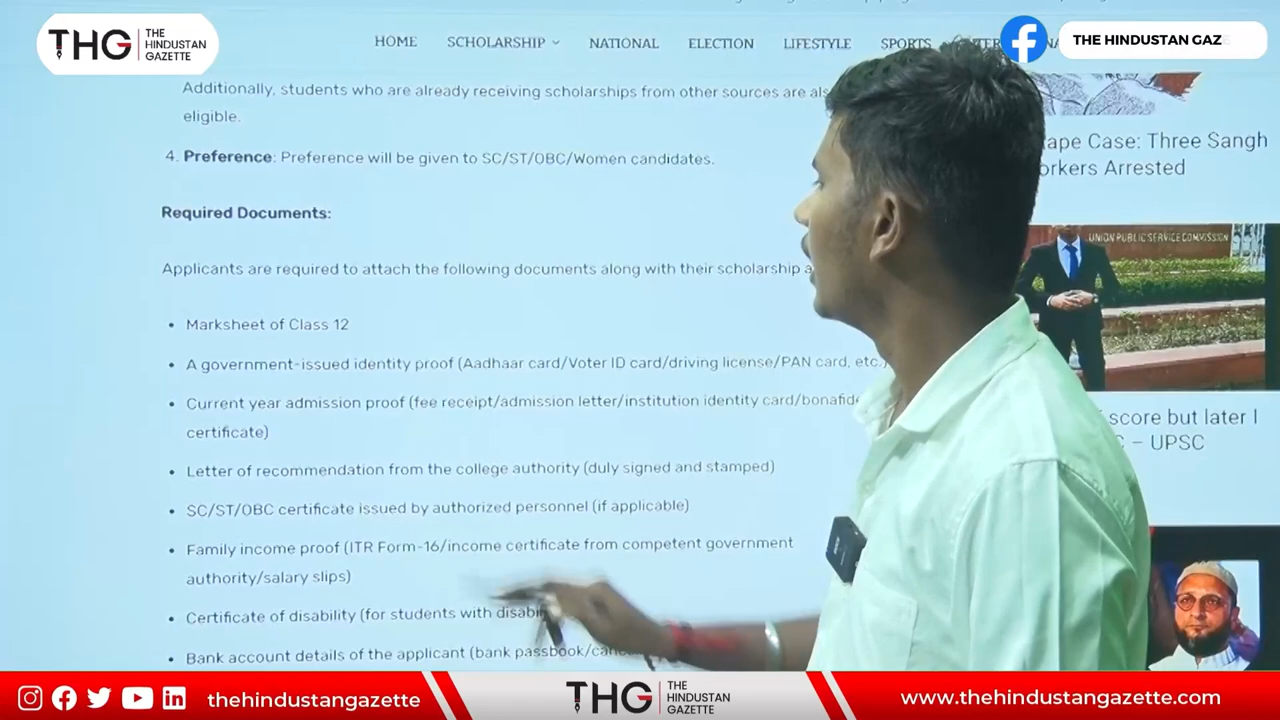 THG THE HINDUSTAN GAZETTE
HOME SCHOLARSHIP NATIONAL ELECTION LIFESTYLE SPORTS
THE HINDUSTAN GAZ
Additionally, students who are already receiving scholarships from other sources are
eligible.
4. Preference: Preference will be given to SC/ST/OBC/Women candidates.
Required Documents:
Applicants are required to attach the following documents along with their scholarship
• Marksheet of Class 12
• A government-issued identity proof (Aadhaar card/Voter ID card/driving license/PAN card, etc.)
• Current year admission proof (fee receipt/admission letter/institution identity card/bonafide
certificate)
• Letter of recommendation from the college authority (duly signed and stamped)
• SC/ST/OBC certificate issued by authorized personnel (if applicable)
• Family income proof (ITR Form-16/income certificate from competent government
authority/salary slips)
• Certificate of disability (for students with
• Bank account details of the applicant (bank passbook/
Case: Three Sangh
Arrested
UNION PUBLIC SERVICE COMMISSION
score but later I
– UPSC
thehindustangazette
THG THE HINDUSTAN GAZETTE
www.thehindustangazette.com